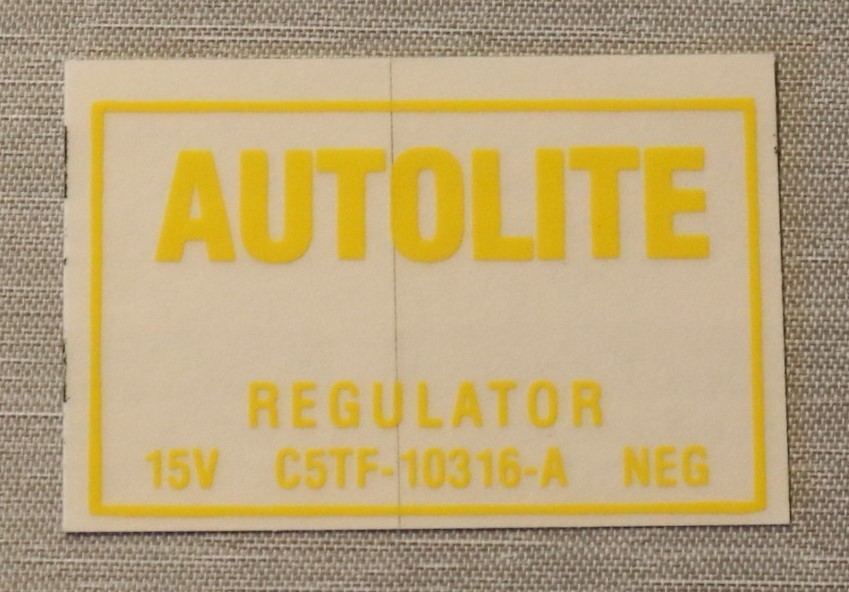 AUTOLITE
REGULATOR
15V C5TF-10316-A NEG